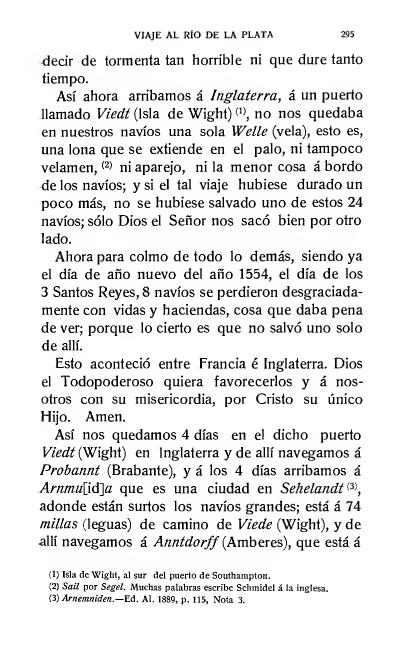 VIAJE AL RÍO DE LA PLATA 295
decir de tormenta tan horrible ni que dure tanto
tiempo.
Así ahora arribamos á Inglaterra, á un puerto
llamado Viedt (Isla de Wight) (1), no nos quedaba
en nuestros navíos una sola Welle (vela), esto es,
una lona que se extiende en el palo, ni tampoco
velamen, (2) ni aparejo, ni la menor cosa á bordo
de los navíos; y si el tal viaje hubiese durado un
poco más, no se hubiese salvado uno de estos 24
navíos; sólo Dios el Señor nos sacó bien por otro
lado.
Ahora para colmo de todo lo demás, siendo ya
el día de año nuevo del año 1554, el día de los
3 Santos Reyes, 8 navíos se perdieron desgraciada-
mente con vidas y haciendas, cosa que daba pena
de ver; porque lo cierto es que no salvó uno solo
de allí.
Esto aconteció entre Francia é Inglaterra. Dios
el Todopoderoso quiera favorecerlos y á nos-
otros con su misericordia, por Cristo su único
Hijo. Amen.
Así nos quedamos 4 días en el dicho puerto
Viedt (Wight) en Inglaterra y de allí navegamos á
Probannt (Brabante), y á los 4 días arribamos á
Arnmu[id]a que es una ciudad en Sehelandt (3),
adonde están surtos los navíos grandes; está á 74
millas (leguas) de camino de Viede (Wight), y de
allí navegamos á Anntdorff (Amberes), que está á
(1) Isla de Wight, al sur del puerto de Southampton.
(2) Sail por Segel. Muchas palabras escribe Schmidel á la inglesa.
(3) Arnemniden.—Ed. Al. 1889, p. 115, Nota 3.